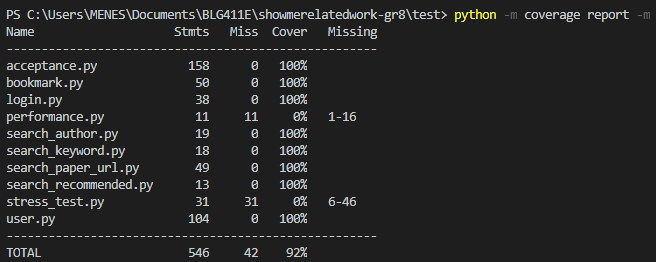 PS C:\Users\MENES\Documents\BLG411E\showmerelatedwork-gr8\test> python -m coverage report -m
Name                    Stmts   Miss  Cover   Missing
-----------------------------------------------------
acceptance.py             158      0   100%
bookmark.py                50      0   100%
login.py                   38      0   100%
performance.py             11     11     0%   1-16
search_author.py           19      0   100%
search_keyword.py          18      0   100%
search_paper_url.py        49      0   100%
search_recommended.py      13      0   100%
stress_test.py             31     31     0%   6-46
user.py                   104      0   100%
-----------------------------------------------------
TOTAL                     546     42    92%